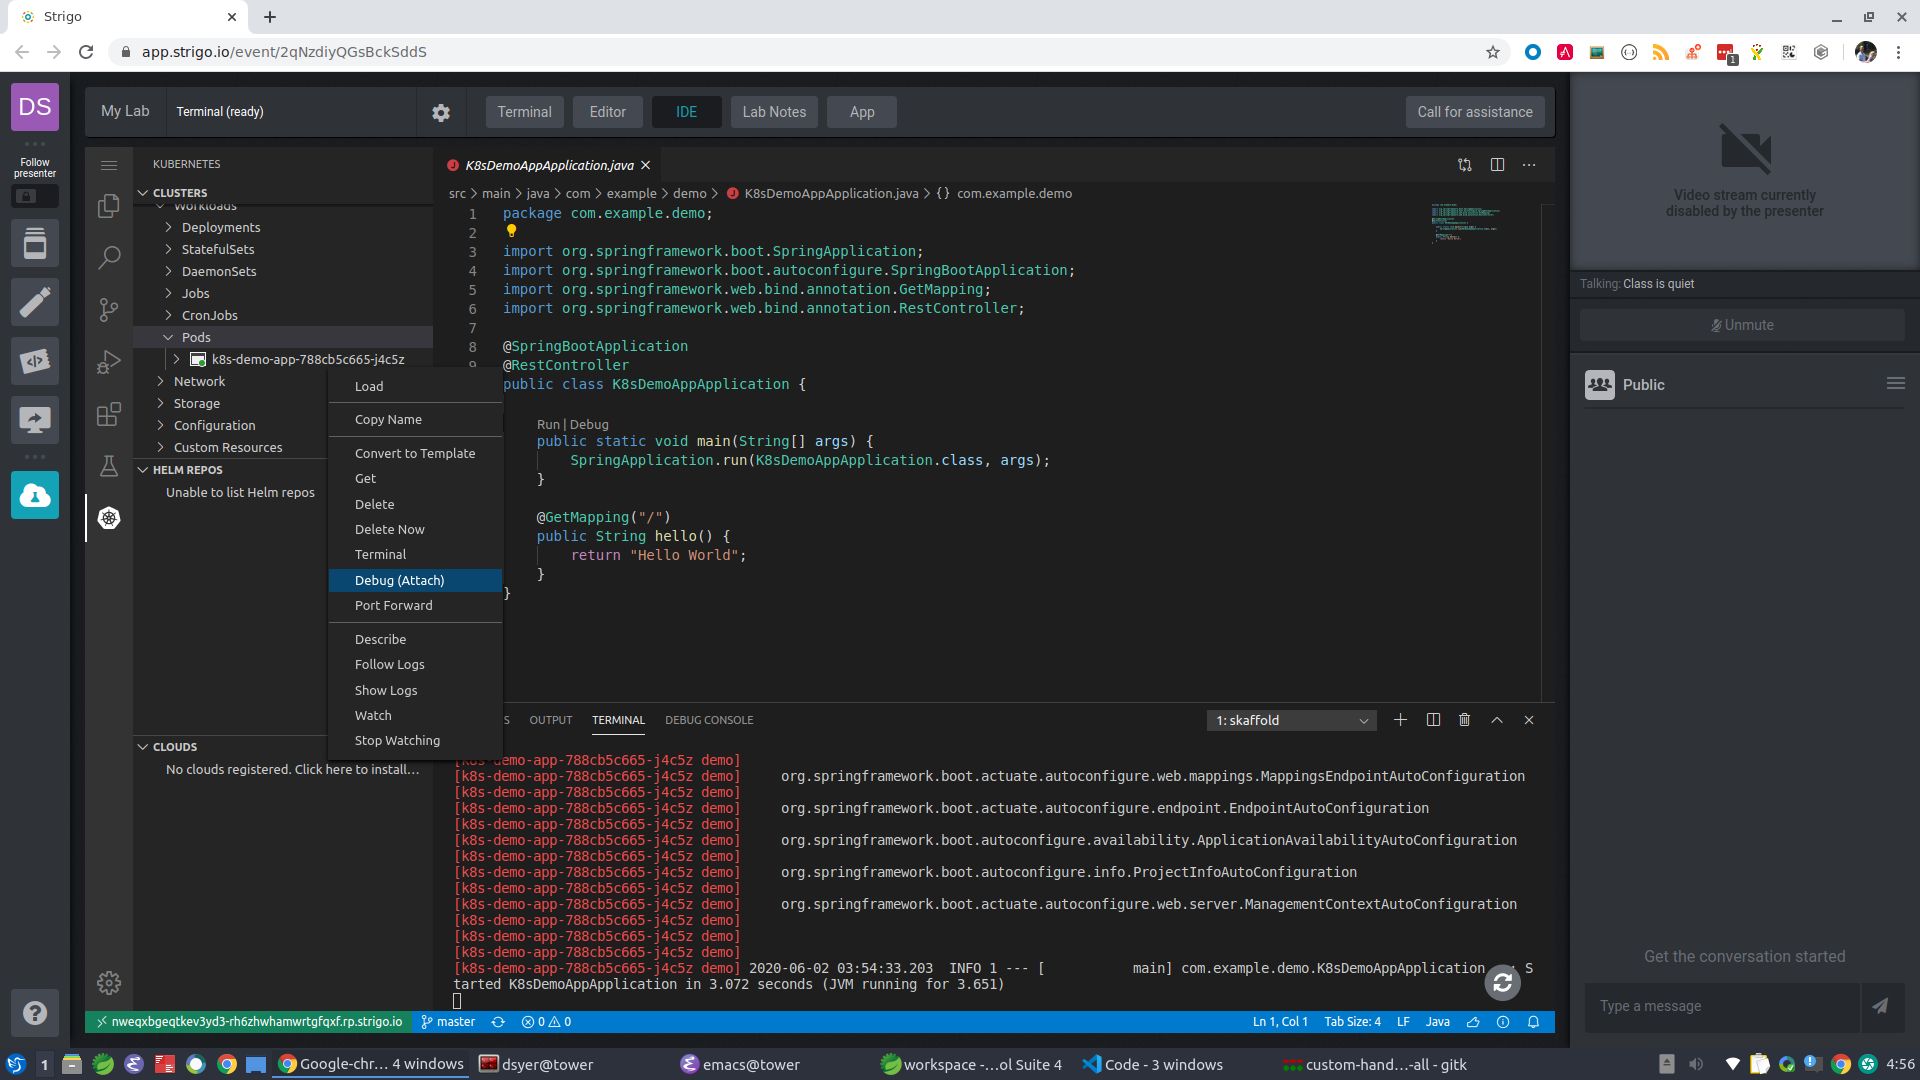 Strigo
app.strigo.io/event/2qNzdiyQGsBckSddS
1
DS
Follow
presenter
My Lab
Terminal (ready)
Terminal
Editor
IDE
Lab Notes
App
Call for assistance
KUBERNETES
CLUSTERS
Workloads
Deployments
StatefulSets
DaemonSets
Jobs
CronJobs
Pods
k8s-demo-app-788cb5c665-j4c5z
Network
Storage
Configuration
Custom Resources
HELM REPOS
Unable to list Helm repos
CLOUDS
No clouds registered. Click here to install...
Load
Copy Name
Convert to Template
Get
Delete
Delete Now
Terminal
Debug (Attach)
Port Forward
Describe
Follow Logs
Show Logs
Watch
Stop Watching
K8sDemoAppApplication.java
src > main > java > com > example > demo > K8sDemoAppApplication.java > {} com.example.demo
1 package com.example.demo;
2
3 import org.springframework.boot.SpringApplication;
4 import org.springframework.boot.autoconfigure.SpringBootApplication;
5 import org.springframework.web.bind.annotation.GetMapping;
6 import org.springframework.web.bind.annotation.RestController;
7
8 @SpringBootApplication
9 @RestController
public class K8sDemoAppApplication {
Run | Debug
public static void main(String[] args) {
SpringApplication.run(K8sDemoAppApplication.class, args);
}
@GetMapping("/")
public String hello() {
return "Hello World";
}
}
S
OUTPUT
TERMINAL
DEBUG CONSOLE
1: skaffold
[k8s-demo-app-788cb5c665-j4c5z demo]
[k8s-demo-app-788cb5c665-j4c5z demo] org.springframework.boot.actuate.autoconfigure.web.mappings.MappingsEndpointAutoConfiguration
[k8s-demo-app-788cb5c665-j4c5z demo]
[k8s-demo-app-788cb5c665-j4c5z demo] org.springframework.boot.actuate.autoconfigure.endpoint.EndpointAutoConfiguration
[k8s-demo-app-788cb5c665-j4c5z demo]
[k8s-demo-app-788cb5c665-j4c5z demo] org.springframework.boot.autoconfigure.availability.ApplicationAvailabilityAutoConfiguration
[k8s-demo-app-788cb5c665-j4c5z demo]
[k8s-demo-app-788cb5c665-j4c5z demo] org.springframework.boot.autoconfigure.info.ProjectInfoAutoConfiguration
[k8s-demo-app-788cb5c665-j4c5z demo]
[k8s-demo-app-788cb5c665-j4c5z demo] org.springframework.boot.actuate.autoconfigure.web.server.ManagementContextAutoConfiguration
[k8s-demo-app-788cb5c665-j4c5z demo]
[k8s-demo-app-788cb5c665-j4c5z demo]
[k8s-demo-app-788cb5c665-j4c5z demo]
[k8s-demo-app-788cb5c665-j4c5z demo] 2020-06-02 03:54:33.203 INFO 1 --- [ main] com.example.demo.K8sDemoAppApplication : S
tarted K8sDemoAppApplication in 3.072 seconds (JVM running for 3.651)
nweqxbgeqtkev3yd3-rh6zhwhamwrtgfqxf.rp.strigo.io
master
0 0
Ln 1, Col 1
Tab Size: 4
LF
Java
Video stream currently
disabled by the presenter
Talking: Class is quiet
Unmute
Public
Get the conversation started
Type a message
1
Google-chr... 4 windows
dsyer@tower
emacs@tower
workspace -...ol Suite 4
Code - 3 windows
custom-hand...-all - gitk
4:56